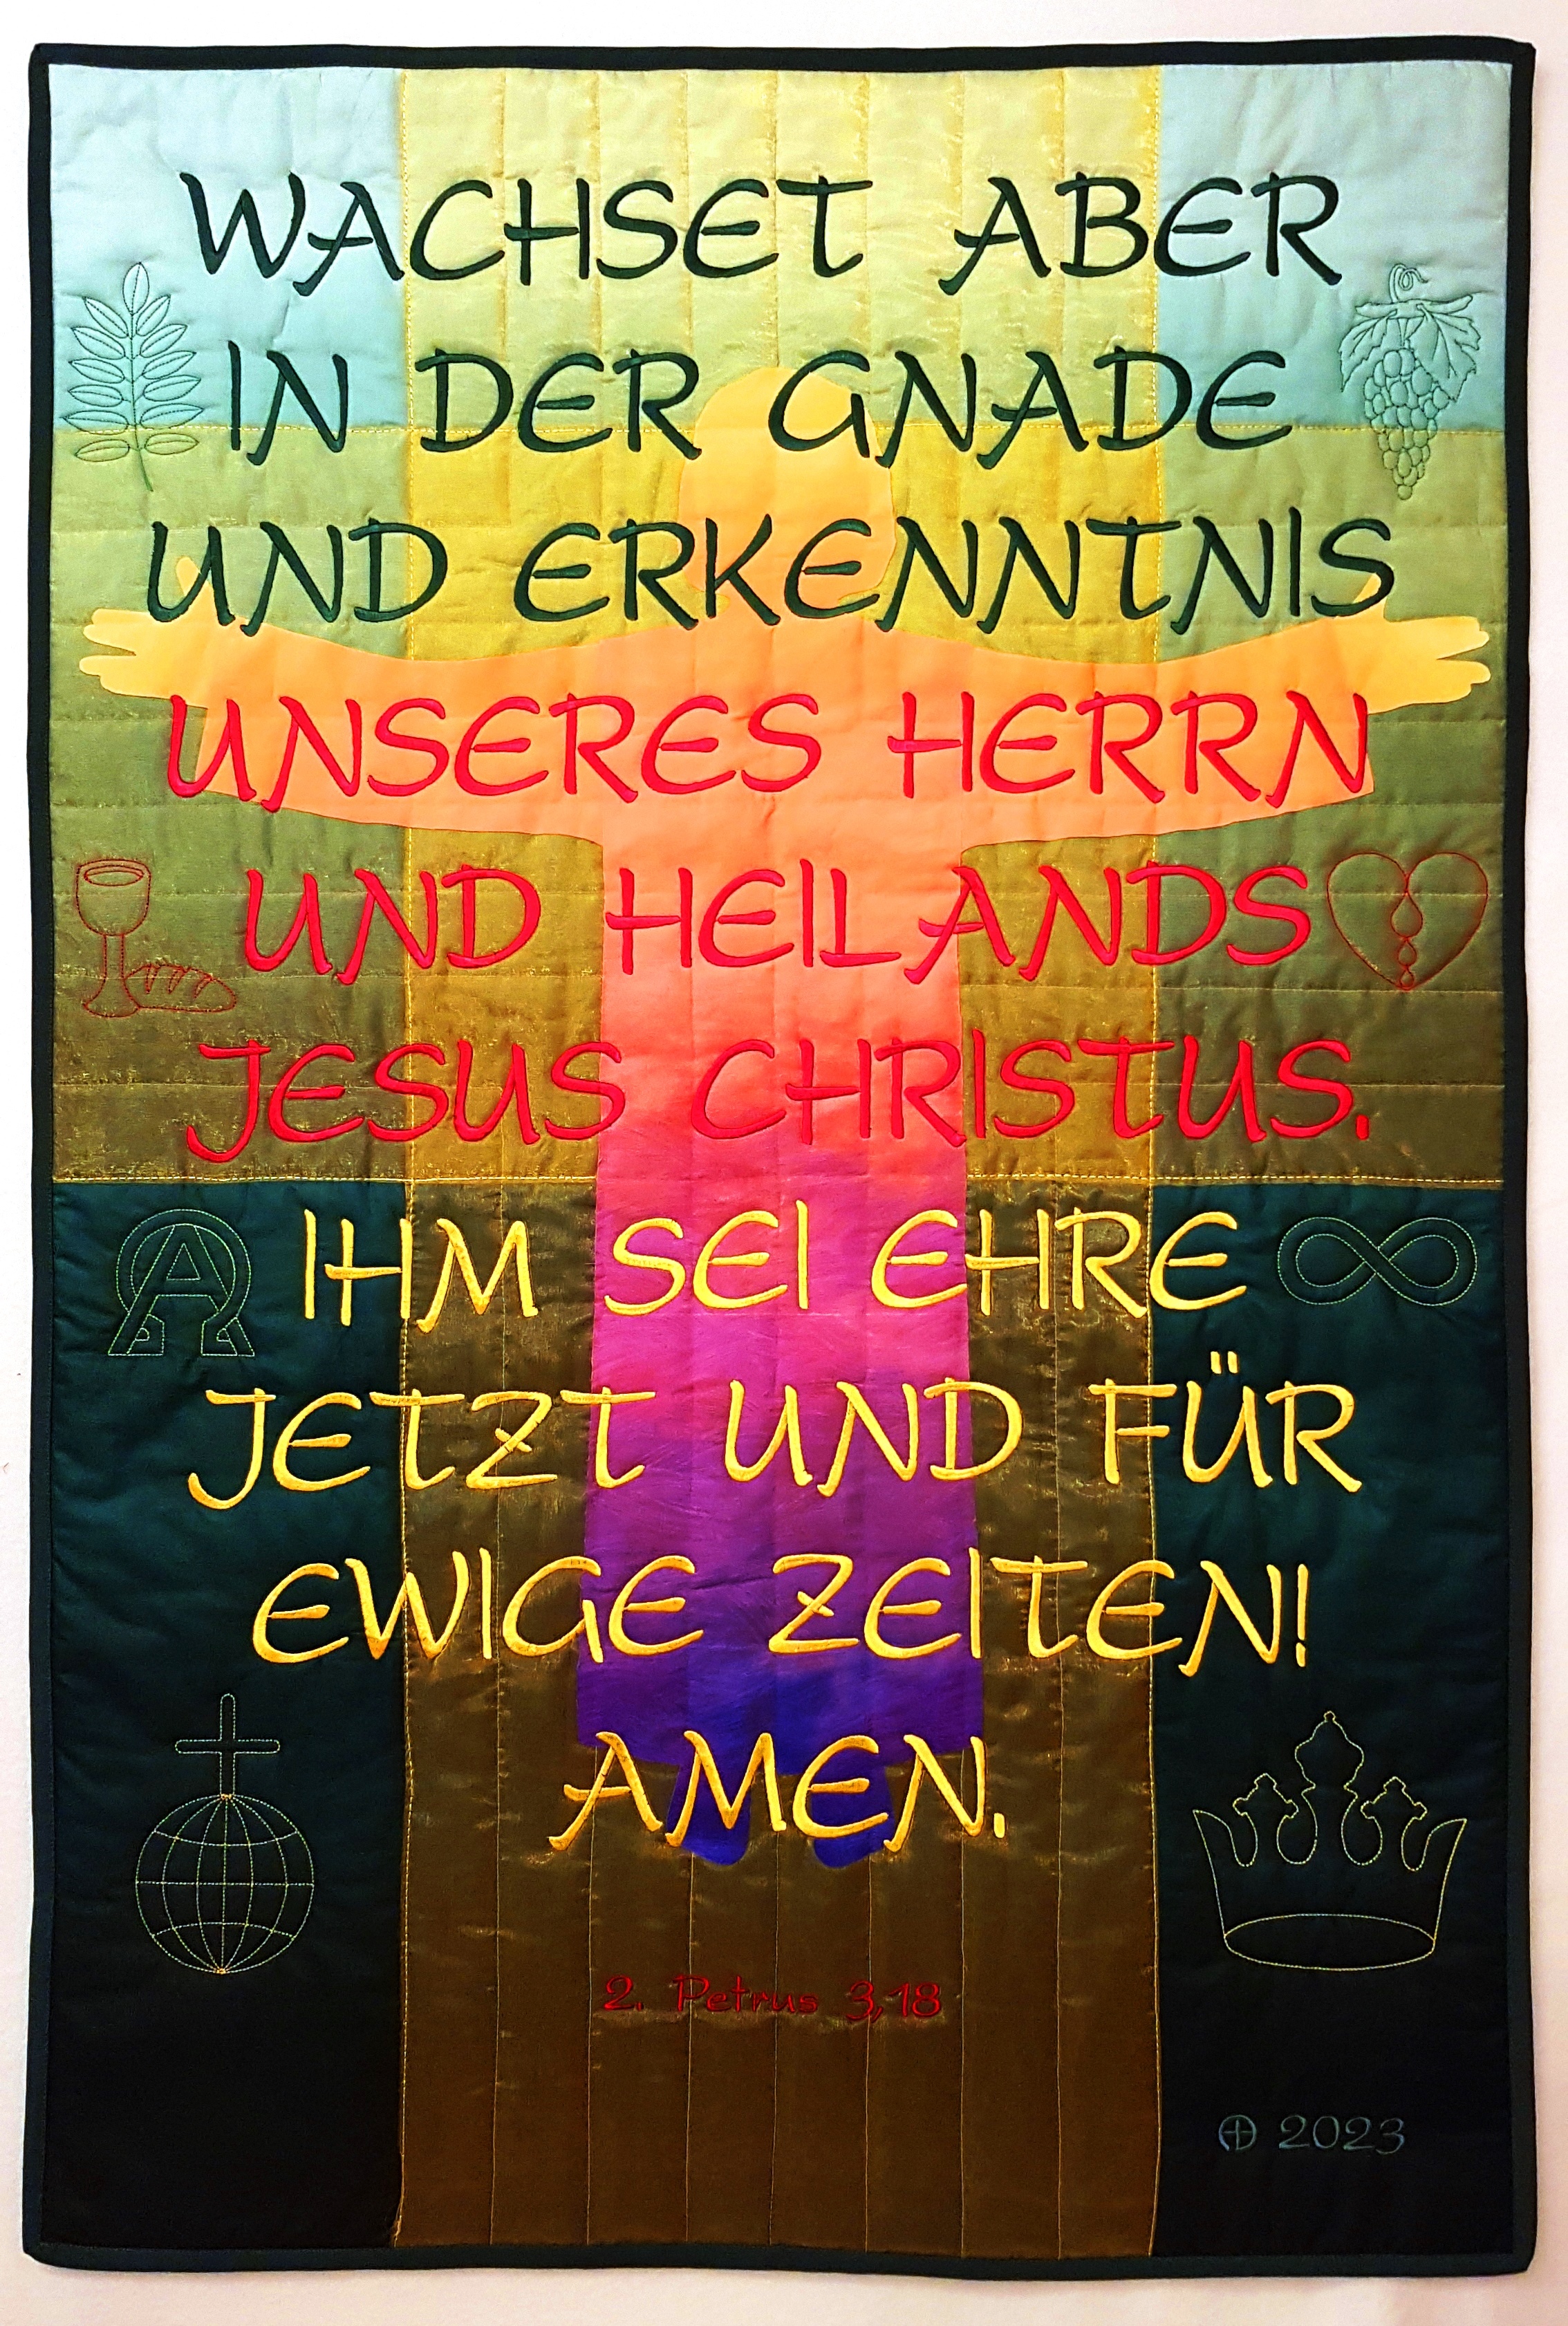 WACHSET ABER
IN DER GNADE
UND ERKENNTNIS
UNSERES HERRN
UND HEILANDS
JESUS CHRISTUS.
IHM SEI EHRE
JETZT UND FÜR
EWIGE ZEITEN!
AMEN.
2. Petrus 3,18
2023